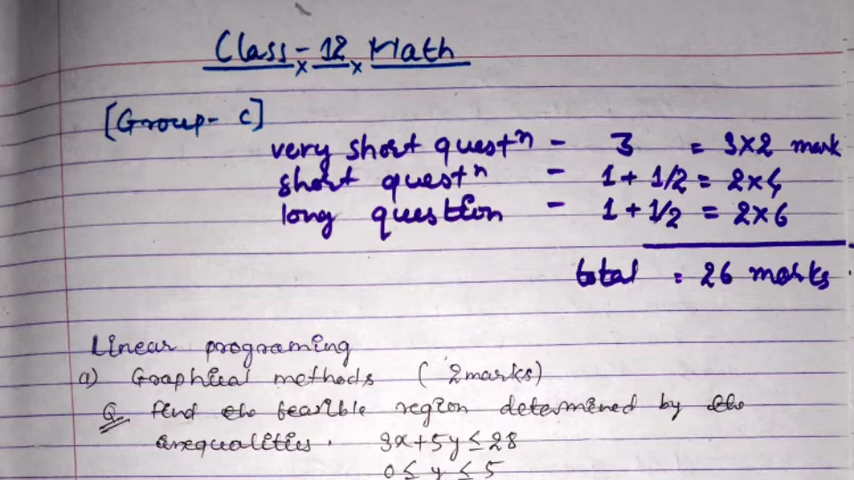 Class - 12 Math
[Group - C]
very short questn - 3 = 3x2 mark
short questn - 1 + 1/2 = 2x4
long question - 1 + 1/2 = 2x6
total = 26 marks
Linear programing
a) Graphical methods (2marks)
Q. find the feasible region determined by the
inequalities. 3x+5y ≤ 28
0 ≤ y ≤ 5